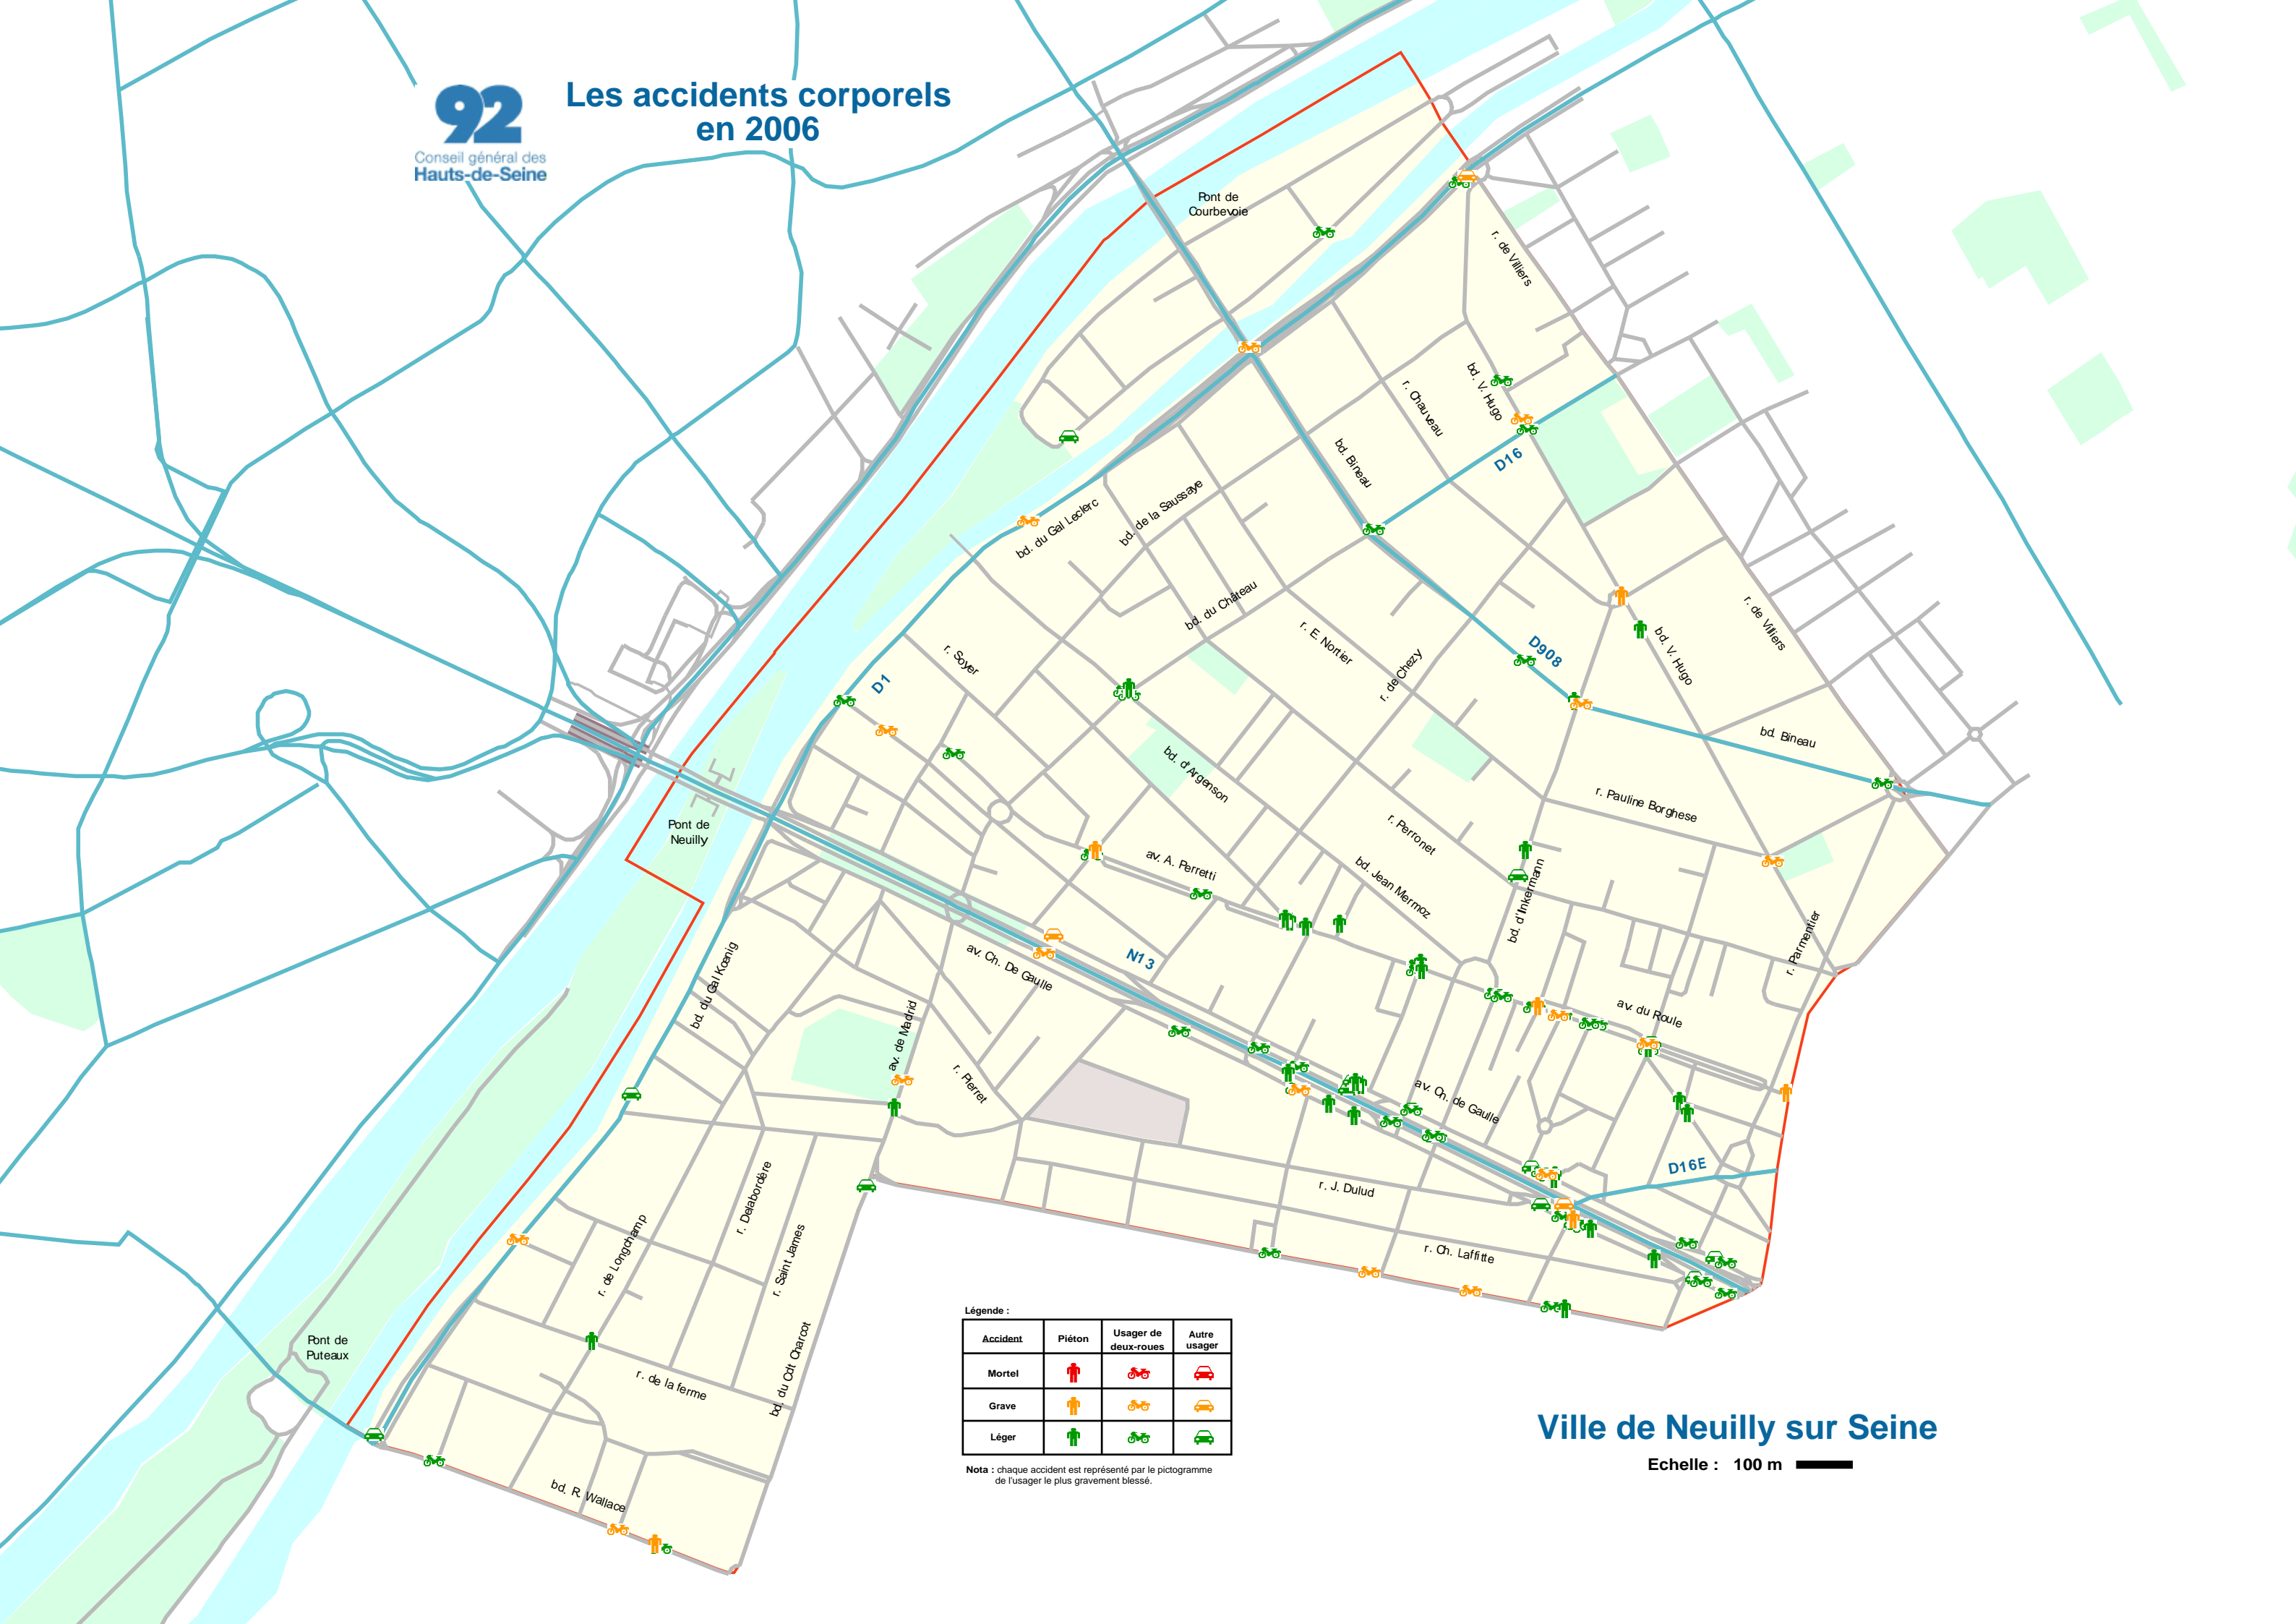 Les accidents corporels
en 2006
92
Conseil général des
Hauts-de-Seine
Pont de
Courbevoie
r. de Villiers
bd. V. Hugo
r. Chauveau
bd. Bineau
D16
bd. du Gal Leclerc
bd. de la Saussaye
bd. du Château
r. E. Nortier
r. de Chezy
D908
bd. V. Hugo
r. de Villiers
r. Soyer
D1
bd. Bineau
bd. d'Argenson
r. Pauline Borghese
r. Perronet
Pont de
Neuilly
av. A. Perretti
bd. Jean Mermoz
bd. d'Inkermann
r. Parmentier
av. Ch. De Gaulle
N13
bd. du Gal Kœnig
av. de Madrid
av. du Roule
r. Pierret
av. Ch. de Gaulle
D16E
r. J. Dulud
r. Delabordère
r. de Longchamp
r. Saint James
r. Ch. Laffitte
Pont de
Puteaux
bd. du Cdt Charcot
r. de la ferme
bd. R. Wallace
Légende :
Accident
Piéton
Usager de
deux-roues
Autre
usager
Mortel
Grave
Léger
Nota : chaque accident est représenté par le pictogramme
de l'usager le plus gravement blessé.
Ville de Neuilly sur Seine
Echelle : 100 m